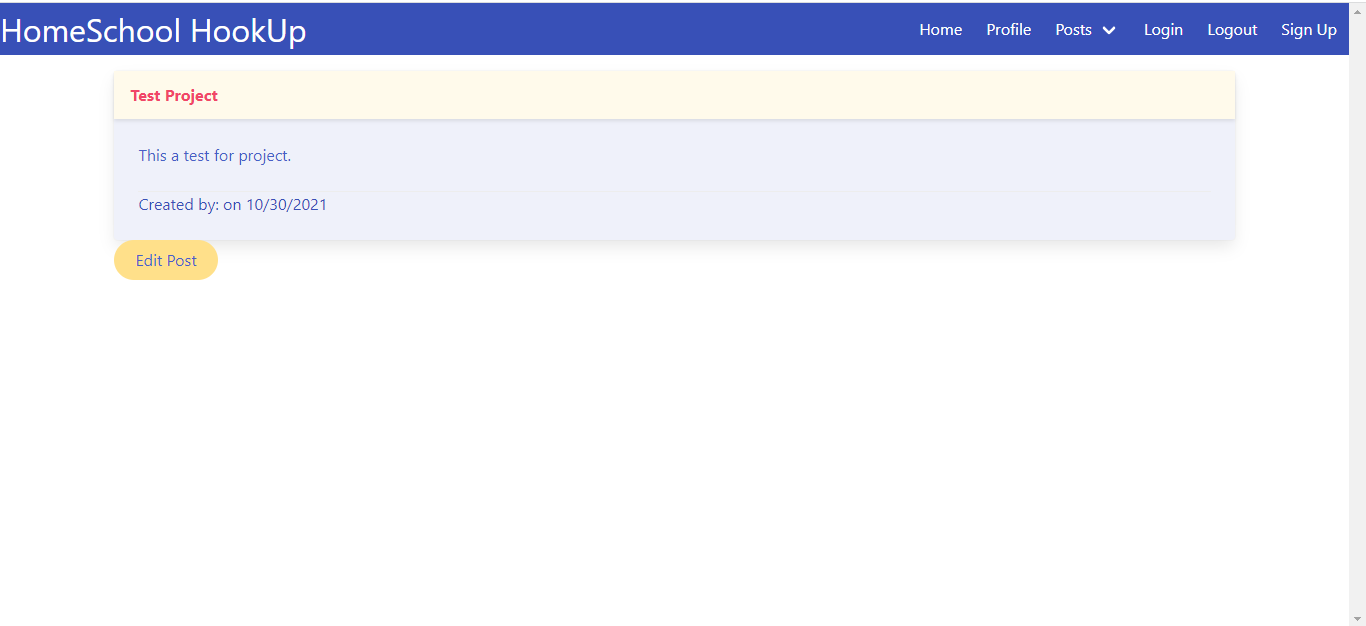 HomeSchool HookUp Home Profile Posts Login Logout Sign Up
Test Project
This a test for project.
Created by: on 10/30/2021
Edit Post